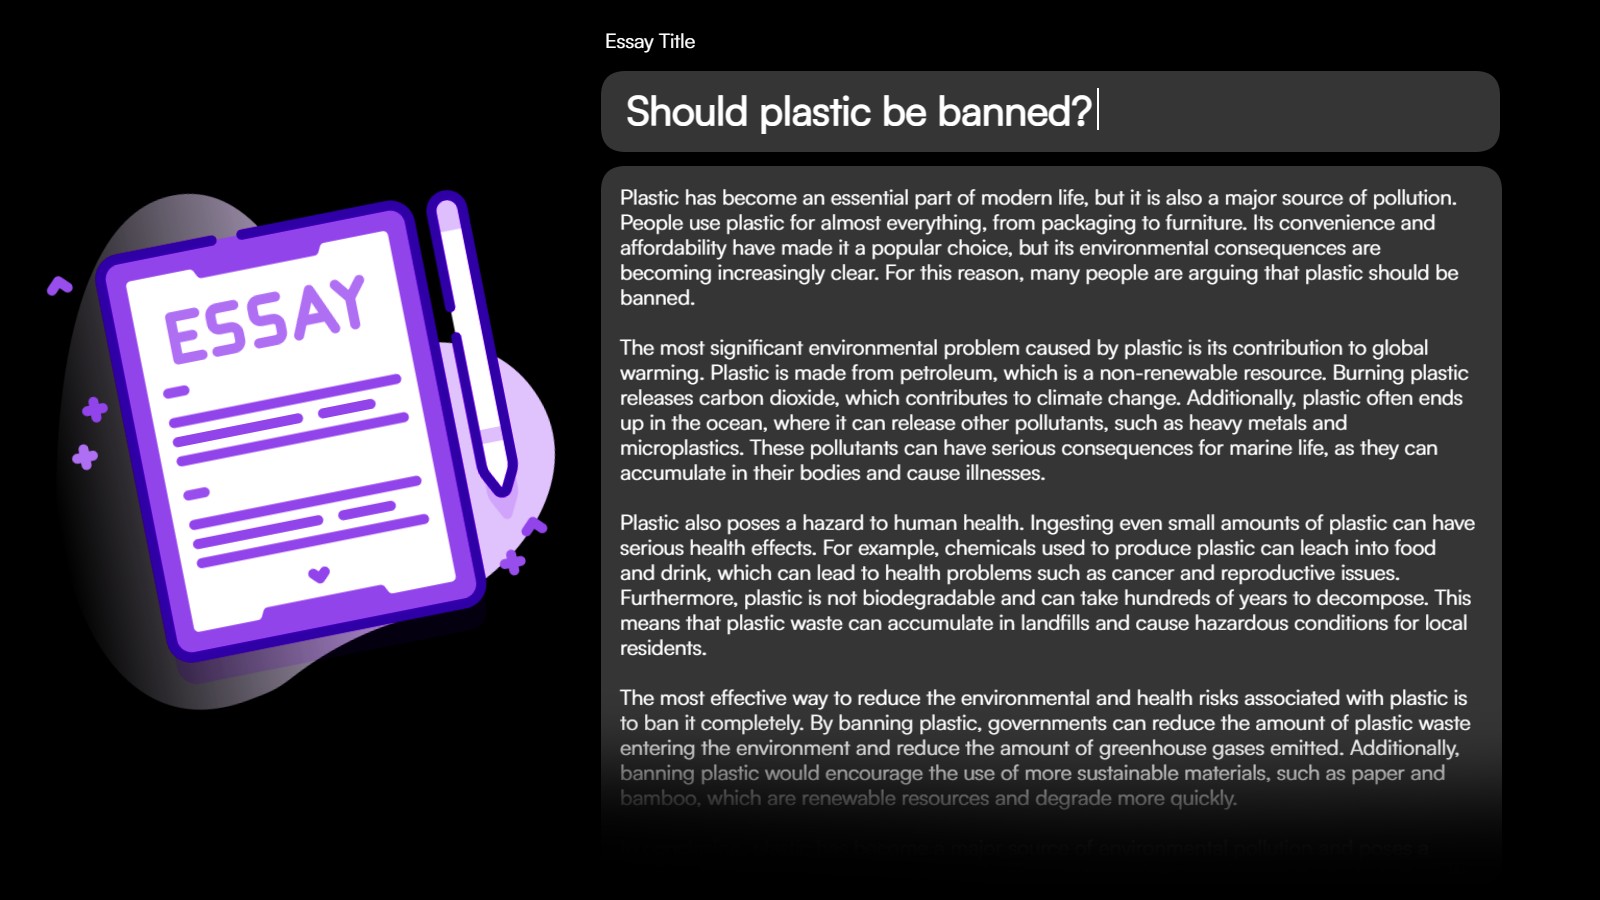 Essay Title
Should plastic be banned?
ESSAY
Plastic has become an essential part of modern life, but it is also a major source of pollution.
People use plastic for almost everything, from packaging to furniture. Its convenience and
affordability have made it a popular choice, but its environmental consequences are
becoming increasingly clear. For this reason, many people are arguing that plastic should be
banned.
The most significant environmental problem caused by plastic is its contribution to global
warming. Plastic is made from petroleum, which is a non-renewable resource. Burning plastic
releases carbon dioxide, which contributes to climate change. Additionally, plastic often ends
up in the ocean, where it can release other pollutants, such as heavy metals and
microplastics. These pollutants can have serious consequences for marine life, as they can
accumulate in their bodies and cause illnesses.
Plastic also poses a hazard to human health. Ingesting even small amounts of plastic can have
serious health effects. For example, chemicals used to produce plastic can leach into food
and drink, which can lead to health problems such as cancer and reproductive issues.
Furthermore, plastic is not biodegradable and can take hundreds of years to decompose. This
means that plastic waste can accumulate in landfills and cause hazardous conditions for local
residents.
The most effective way to reduce the environmental and health risks associated with plastic is
to ban it completely. By banning plastic, governments can reduce the amount of plastic waste
entering the environment and reduce the amount of greenhouse gases emitted. Additionally,
banning plastic would encourage the use of more sustainable materials, such as paper and
bamboo, which are renewable resources and degrade more quickly.
major source of environmental pollution and poses a